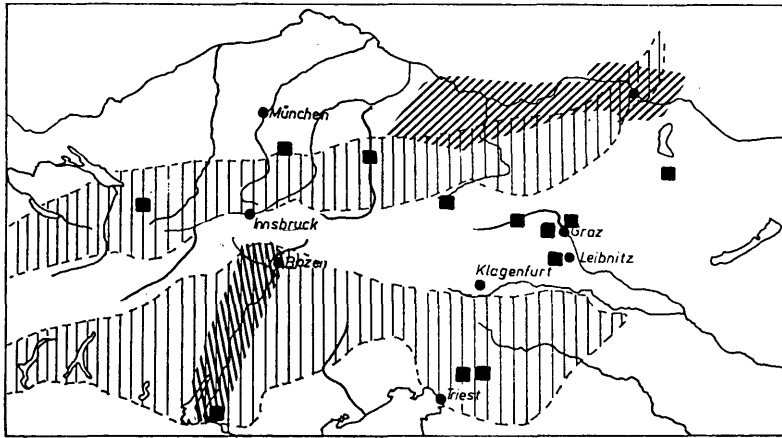 München
Innsbruck
Bozen
Graz
Leibnitz
Klagenfurt
Triest